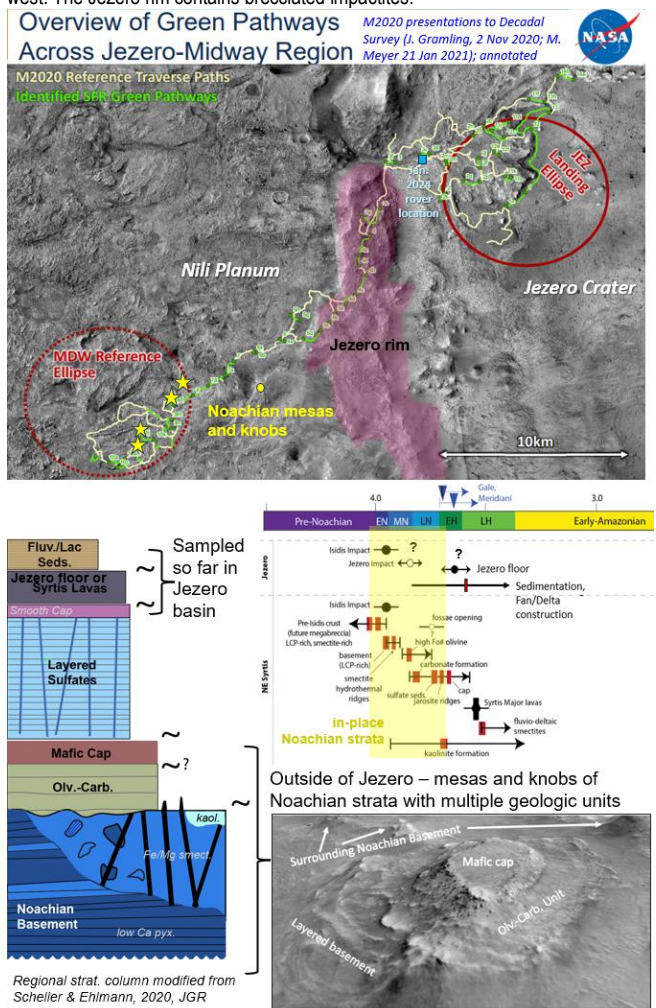 west. The Jezero rim contains brecciated impactites.
Overview of Green Pathways
Across Jezero-Midway Region
M2020 presentations to Decadal
Survey (J. Gramling, 2 Nov 2020; M.
Meyer 21 Jan 2021); annotated
NASA
M2020 Reference Traverse Paths
Identified SFR Green Pathways
JEZ
Landing
Ellipse
Jan.
2024
rover
location
Nili Planum
Jezero Crater
Jezero rim
MDW Reference
Ellipse
Noachian mesas
and knobs
10km
Gale,
Meridiani
4.0
3.0
Pre-Noachian
EN
MN
LN
EH
LH
Early-Amazonian
Fluv./Lac
Seds.
Jezero floor or
Syrtis Lavas
Smooth Cap
~
~
Sampled
so far in
Jezero
basin
Layered
Sulfates
~
Mafic Cap
~ ?
Olv.-Carb.
~
kaol.
Fe/Mg smect.
Noachian
Basement
low Ca pyx.
Regional strat. column modified from
Scheller & Ehlmann, 2020, JGR
Jezero
Isidis Impact
?
Jezero impact
?
Jezero floor
Sedimentation,
Fan/Delta
construction
NE Syrtis
Isidis Impact
Pre-Isidis crust
(future megabreccia)
LCP-rich, smectite-rich
fossae opening
?
basement
(LCP-rich)
high Fo# olivine
smectite
hydrothermal
ridges
carbonate formation
sulfate seds.
jarosite ridges
cap
Syrtis Major lavas
in-place
Noachian strata
fluvio-deltaic
smectites
kaolinite formation
Outside of Jezero – mesas and knobs of
Noachian strata with multiple geologic units
Surrounding Noachian Basement
Mafic cap
Olv.-Carb. Unit
Layered basement